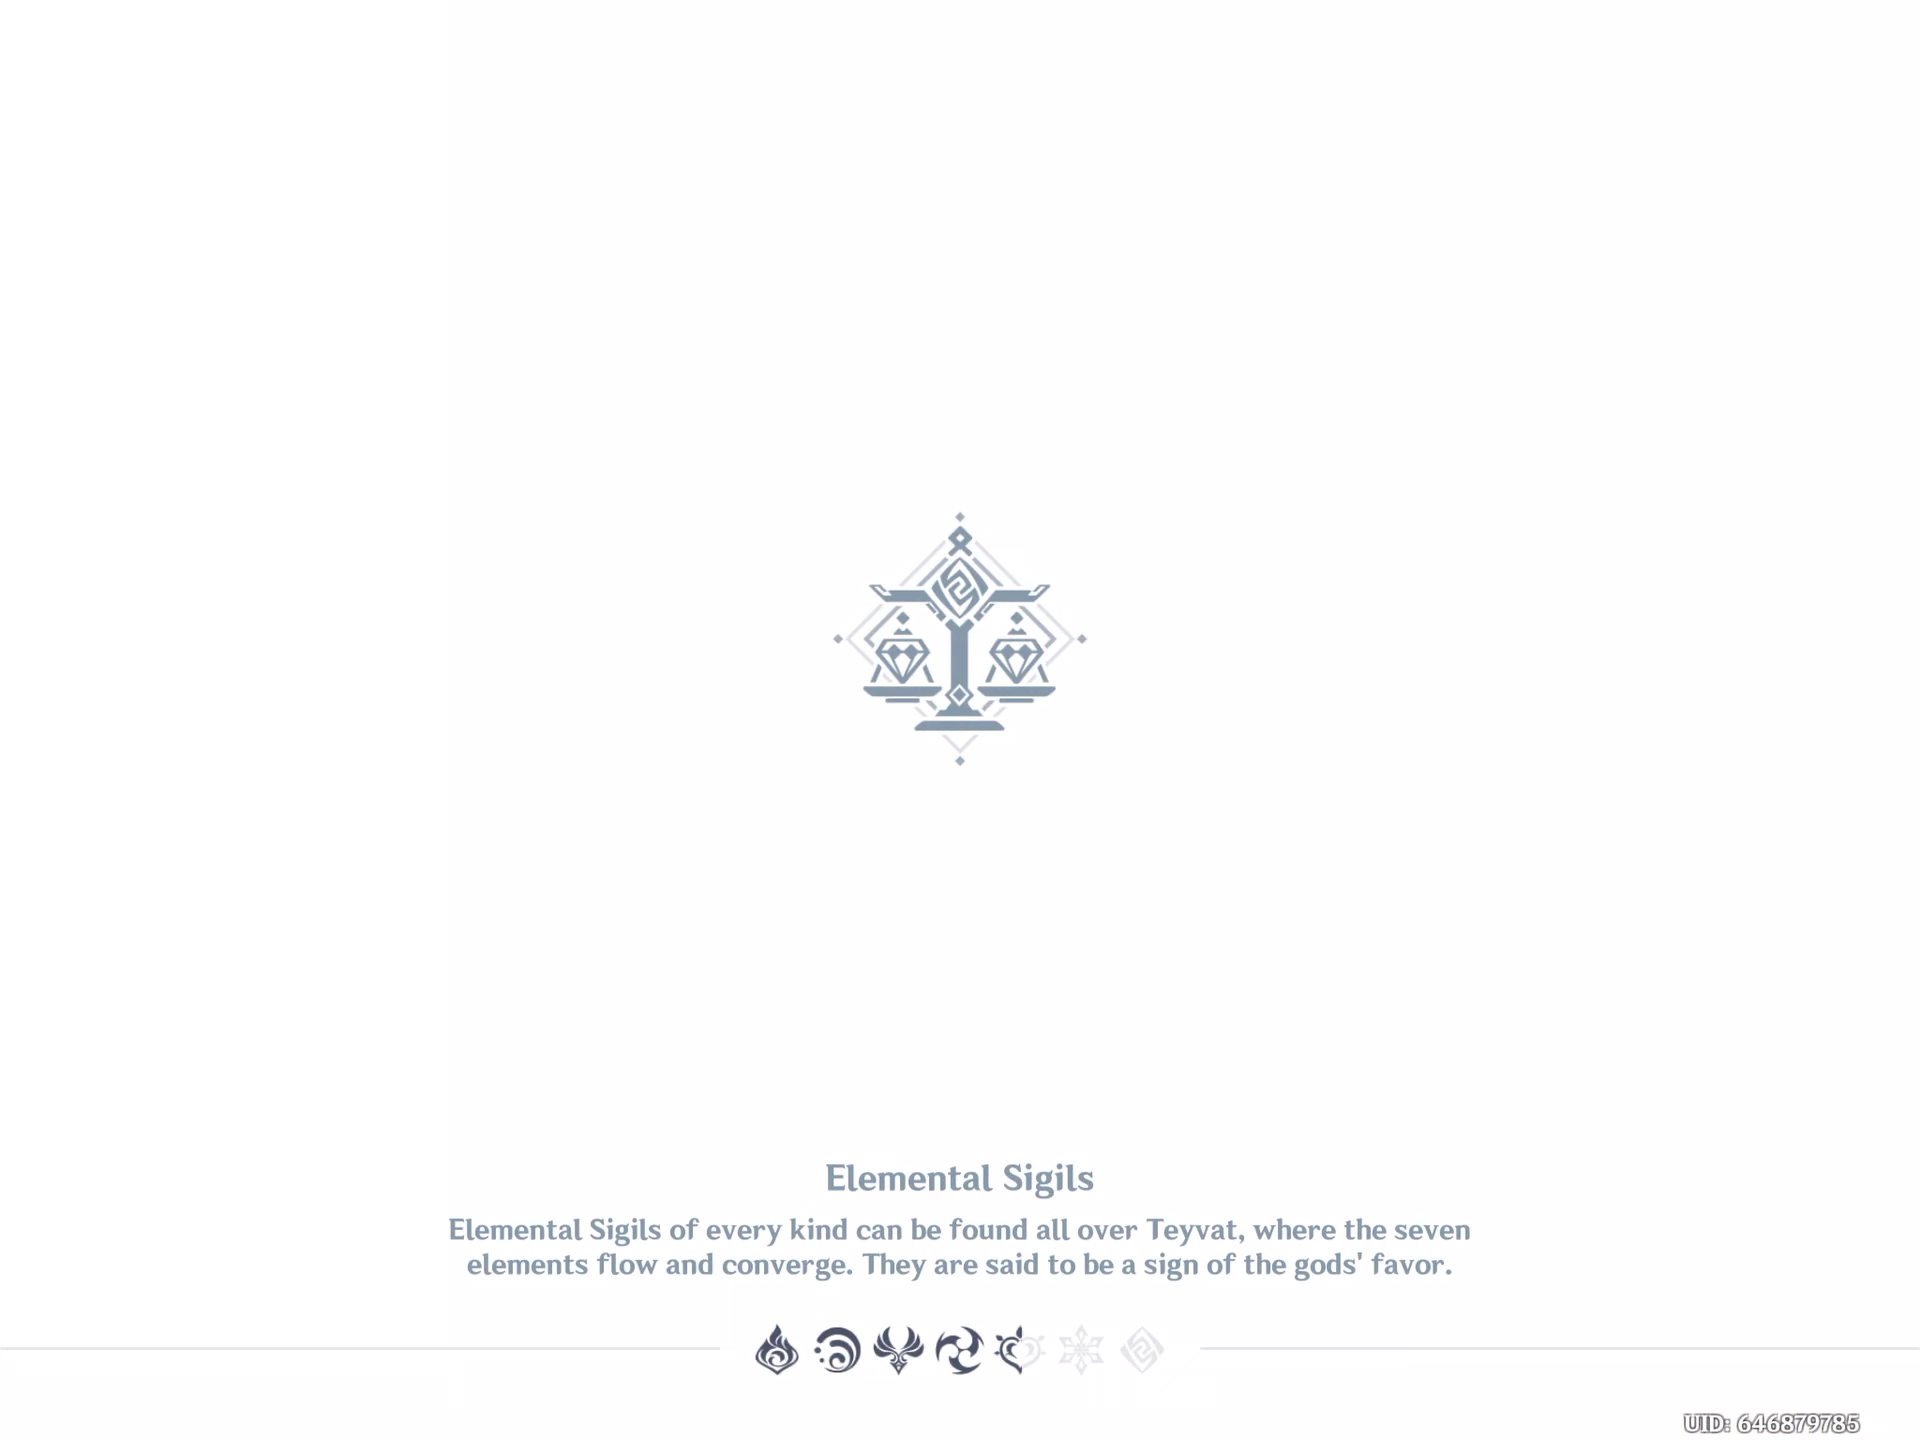 Elemental Sigils
Elemental Sigils of every kind can be found all over Teyvat, where the seven
elements flow and converge. They are said to be a sign of the gods' favor.
UID: 646879785